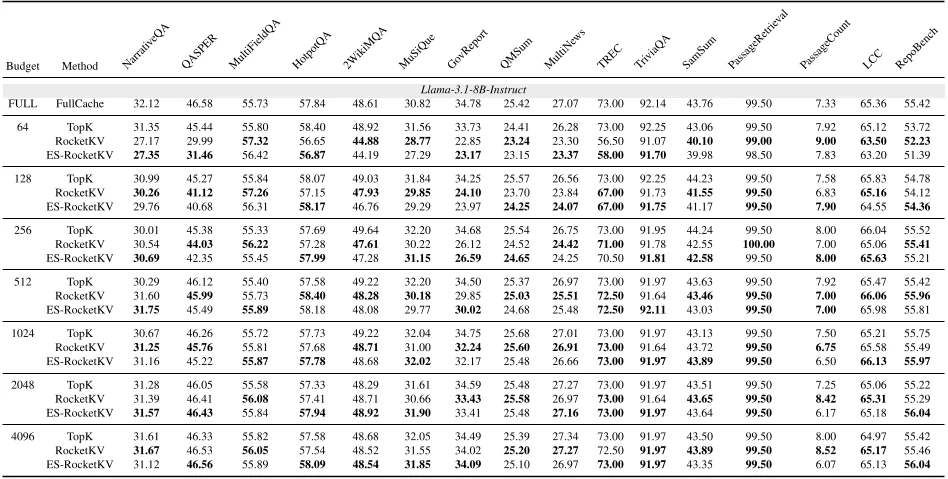 Budget Method NarrativeQA QASPER MultiFieldQA HotpotQA 2WikiMQA MuSiQue GovReport QMSum MultiNews TREC TriviaQA SamSum PassageRetrieval PassageCount LCC RepoBench
Llama-3.1-8B-Instruct
FULL FullCache 32.12 46.58 55.73 57.84 48.61 30.82 34.78 25.42 27.07 73.00 92.14 43.76 99.50 7.33 65.36 55.42
64 TopK 31.35 45.44 55.80 58.40 48.92 31.56 33.73 24.41 26.28 73.00 92.25 43.06 99.50 7.92 65.12 53.72
RocketKV 27.17 29.99 57.32 56.65 44.88 28.77 22.85 23.24 23.30 56.50 91.07 40.10 99.00 9.00 63.50 52.23
ES-RocketKV 27.35 31.46 56.42 56.87 44.19 27.29 23.17 23.15 23.37 58.00 91.70 39.98 98.50 7.83 63.20 51.39
128 TopK 30.99 45.27 55.84 58.07 49.03 31.84 34.25 25.57 26.56 73.00 92.25 44.23 99.50 7.58 65.83 54.78
RocketKV 30.26 41.12 57.26 57.15 47.93 29.85 24.10 23.70 23.84 67.00 91.73 41.55 99.50 6.83 65.16 54.12
ES-RocketKV 29.76 40.68 56.31 58.17 46.76 29.29 23.97 24.25 24.07 67.00 91.75 41.17 99.50 7.90 64.55 54.36
256 TopK 30.01 45.38 55.33 57.69 49.64 32.20 34.68 25.54 26.75 73.00 91.95 44.24 99.50 8.00 66.04 55.52
RocketKV 30.54 44.03 56.22 57.28 47.61 30.22 26.12 24.52 24.42 71.00 91.78 42.55 100.00 7.00 65.06 55.41
ES-RocketKV 30.69 42.35 55.45 57.99 47.28 31.15 26.59 24.65 24.25 70.50 91.81 42.58 99.50 8.00 65.63 55.21
512 TopK 30.29 46.12 55.40 57.58 49.22 32.20 34.50 25.37 26.97 73.00 91.97 43.63 99.50 7.92 65.47 55.42
RocketKV 31.60 45.99 55.73 58.40 48.28 30.18 29.85 25.03 25.51 72.50 91.64 43.46 99.50 7.00 66.06 55.96
ES-RocketKV 31.75 45.49 55.89 58.18 48.08 29.77 30.02 24.68 25.48 72.50 92.11 43.03 99.50 7.00 65.98 55.81
1024 TopK 30.67 46.26 55.72 57.73 49.22 32.04 34.75 25.68 27.01 73.00 91.97 43.13 99.50 7.50 65.21 55.75
RocketKV 31.25 45.76 55.81 57.68 48.71 31.00 32.24 25.60 26.91 73.00 91.64 43.72 99.50 6.75 65.58 55.49
ES-RocketKV 31.16 45.22 55.87 57.78 48.68 32.02 32.17 25.48 26.66 73.00 91.97 43.89 99.50 6.50 66.13 55.97
2048 TopK 31.28 46.05 55.58 57.33 48.29 31.61 34.59 25.48 27.27 73.00 91.97 43.51 99.50 7.25 65.06 55.22
RocketKV 31.39 46.41 56.08 57.41 48.71 30.66 33.43 25.58 26.97 73.00 91.64 43.65 99.50 8.42 65.31 55.29
ES-RocketKV 31.57 46.43 55.84 57.94 48.92 31.90 33.41 25.48 27.16 73.00 91.97 43.64 99.50 6.17 65.18 56.04
4096 TopK 31.61 46.33 55.82 57.58 48.68 32.05 34.49 25.39 27.34 73.00 91.97 43.50 99.50 8.00 64.97 55.42
RocketKV 31.67 46.53 56.05 57.54 48.52 31.55 34.02 25.20 27.27 72.50 91.97 43.89 99.50 8.52 65.17 55.46
ES-RocketKV 31.12 46.56 55.89 58.09 48.54 31.85 34.09 25.10 26.97 73.00 91.97 43.35 99.50 6.07 65.13 56.04